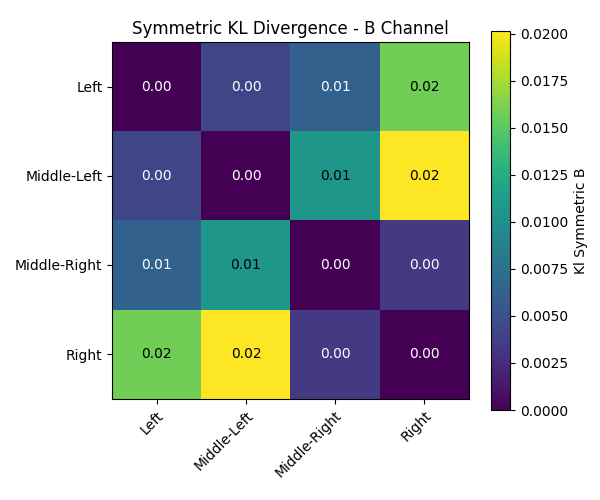 Symmetric KL Divergence - B Channel
Left 0.00 0.00 0.01 0.02
Middle-Left 0.00 0.00 0.01 0.02
Middle-Right 0.01 0.01 0.00 0.00
Right 0.02 0.02 0.00 0.00
Left Middle-Left Middle-Right Right
0.0200
0.0175
0.0150
0.0125
0.0100
0.0075
0.0050
0.0025
0.0000
Kl Symmetric B